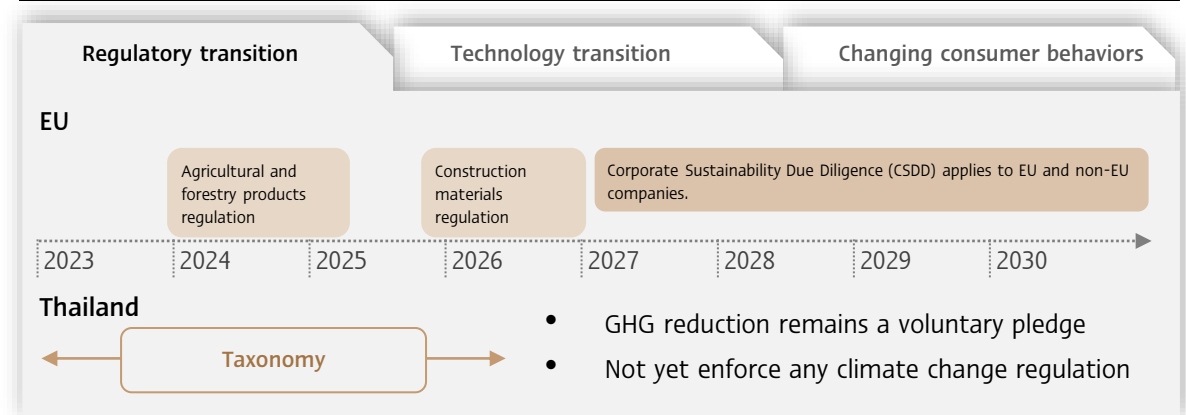 Regulatory transition
Technology transition
Changing consumer behaviors
EU
Agricultural and
forestry products
regulation
Construction
materials
regulation
Corporate Sustainability Due Diligence (CSDD) applies to EU and non-EU
companies.
2023
2024
2025
2026
2027
2028
2029
2030
Thailand
Taxonomy
• GHG reduction remains a voluntary pledge
• Not yet enforce any climate change regulation